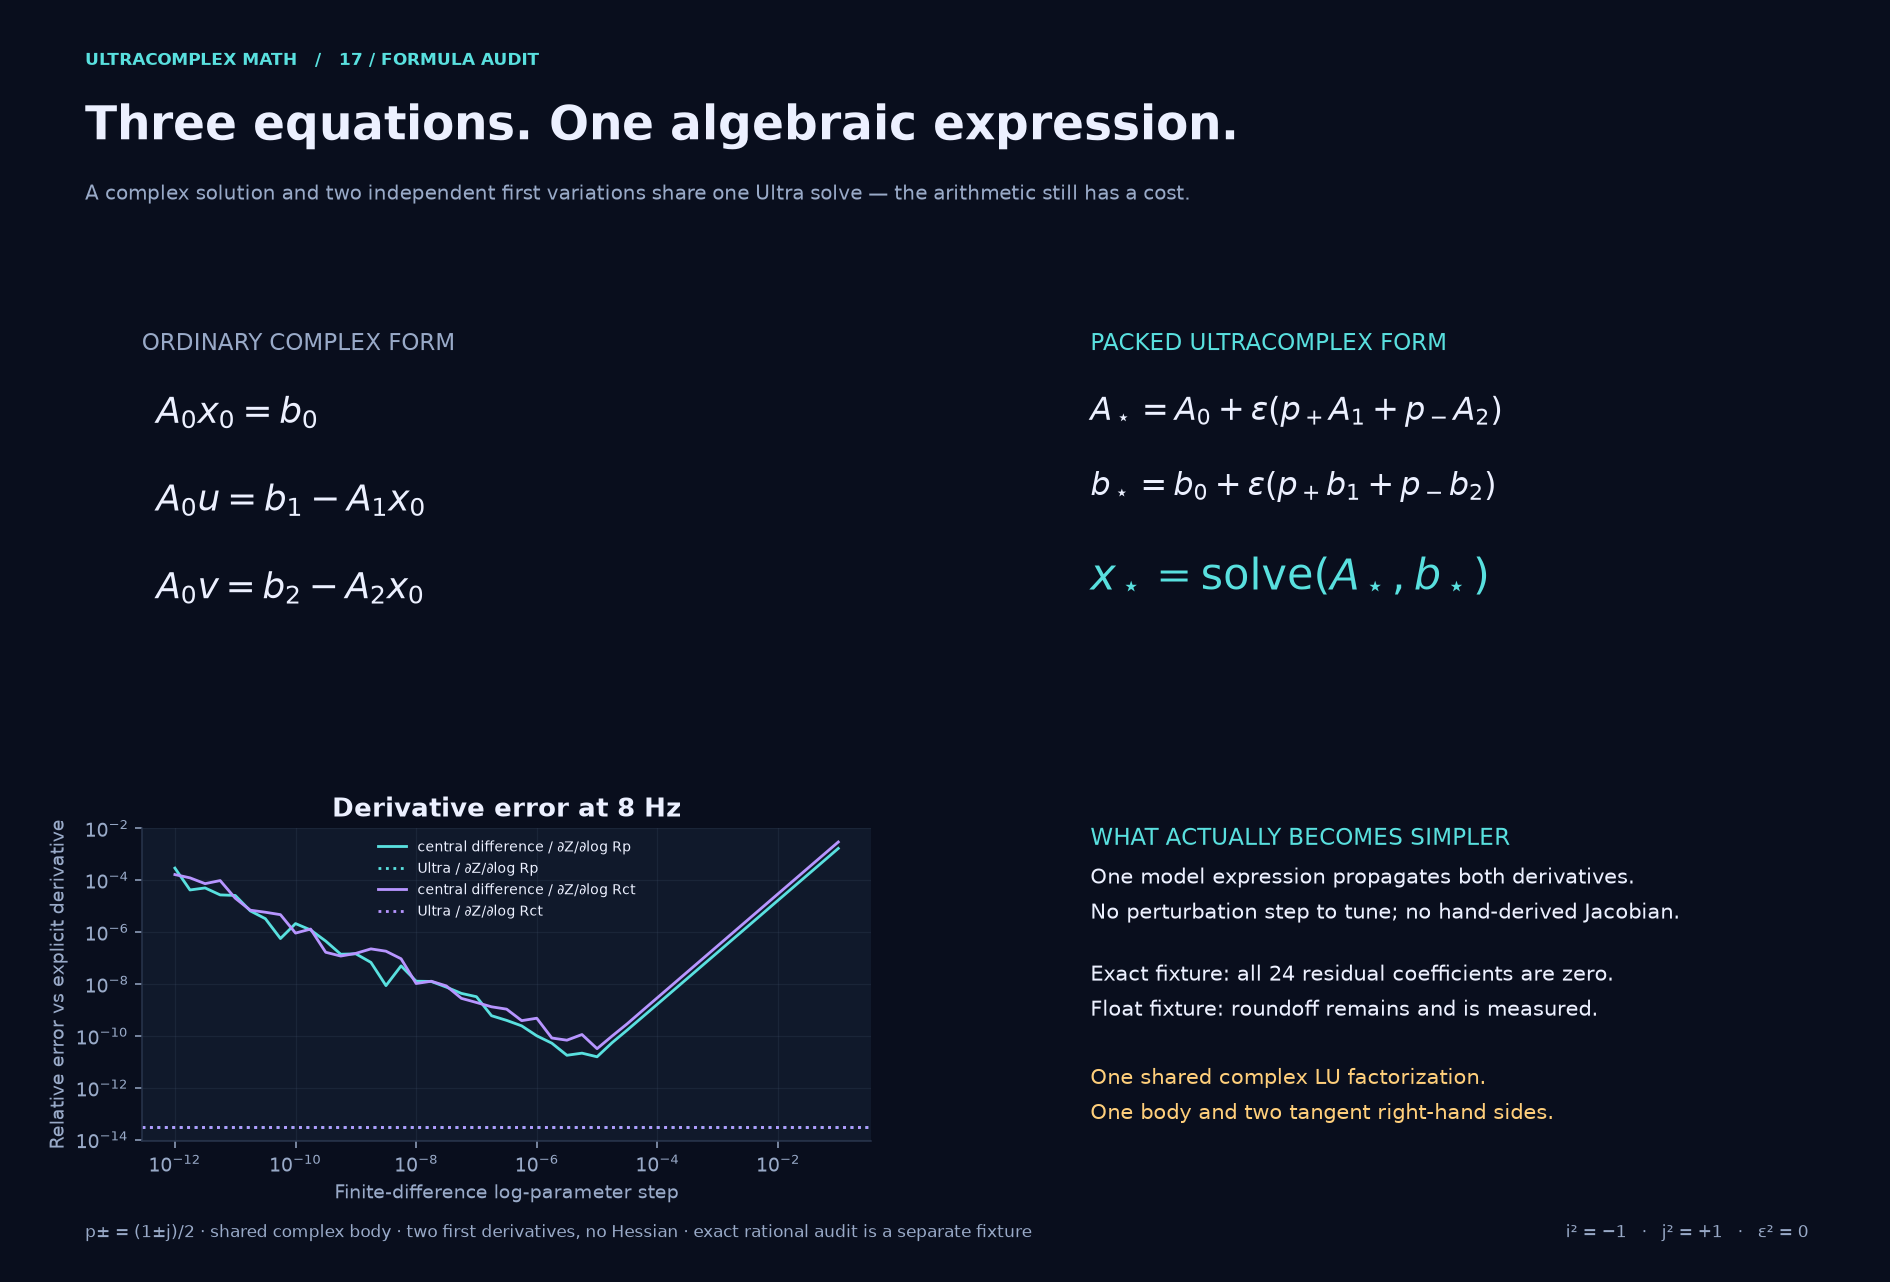 ULTRACOMPLEX MATH / 17 / FORMULA AUDIT
Three equations. One algebraic expression.
A complex solution and two independent first variations share one Ultra solve — the arithmetic still has a cost.
ORDINARY COMPLEX FORM
A₀x₀ = b₀
A₀u = b₁ − A₁x₀
A₀v = b₂ − A₂x₀
PACKED ULTRACOMPLEX FORM
A⋆ = A₀ + ε(p₊A₁ + p₋A₂)
b⋆ = b₀ + ε(p₊b₁ + p₋b₂)
x⋆ = solve(A⋆, b⋆)
Derivative error at 8 Hz
Relative error vs explicit derivative
10⁻²
10⁻⁴
10⁻⁶
10⁻⁸
10⁻¹⁰
10⁻¹²
10⁻¹⁴
central difference / ∂Z/∂log Rp
Ultra / ∂Z/∂log Rp
central difference / ∂Z/∂log Rct
Ultra / ∂Z/∂log Rct
10⁻¹² 10⁻¹⁰ 10⁻⁸ 10⁻⁶ 10⁻⁴ 10⁻²
Finite-difference log-parameter step
WHAT ACTUALLY BECOMES SIMPLER
One model expression propagates both derivatives.
No perturbation step to tune; no hand-derived Jacobian.
Exact fixture: all 24 residual coefficients are zero.
Float fixture: roundoff remains and is measured.
One shared complex LU factorization.
One body and two tangent right-hand sides.
p± = (1±j)/2 · shared complex body · two first derivatives, no Hessian · exact rational audit is a separate fixture
i² = −1 · j² = +1 · ε² = 0